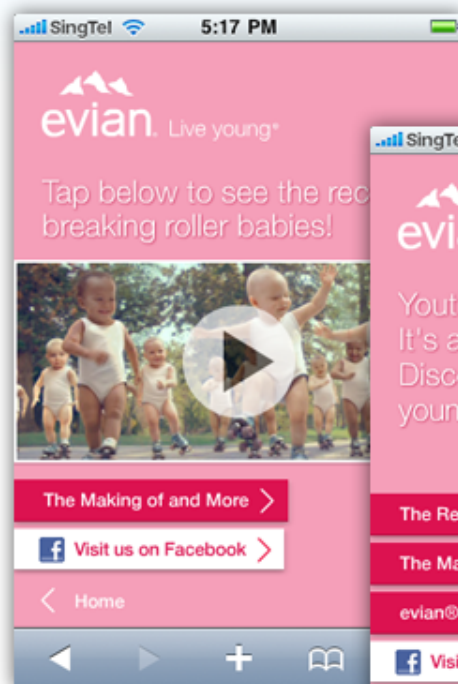 SingTel 5:17 PM
evian. Live young®
Tap below to see the rec
breaking roller babies!
The Making of and More
Visit us on Facebook
Home
SingTe
evi
Yout
It's a
Disc
youn
The Re
The Ma
evian®
Visi